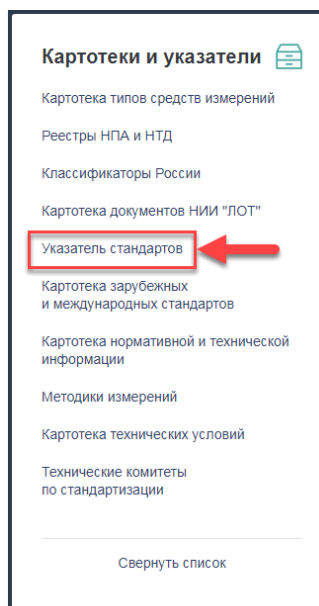 Картотеки и указатели
Картотека типов средств измерений
Реестры НПА и НТД
Классификаторы России
Картотека документов НИИ "ЛОТ"
Указатель стандартов
Картотека зарубежных
и международных стандартов
Картотека нормативной и технической
информации
Методики измерений
Картотека технических условий
Технические комитеты
по стандартизации
Свернуть список